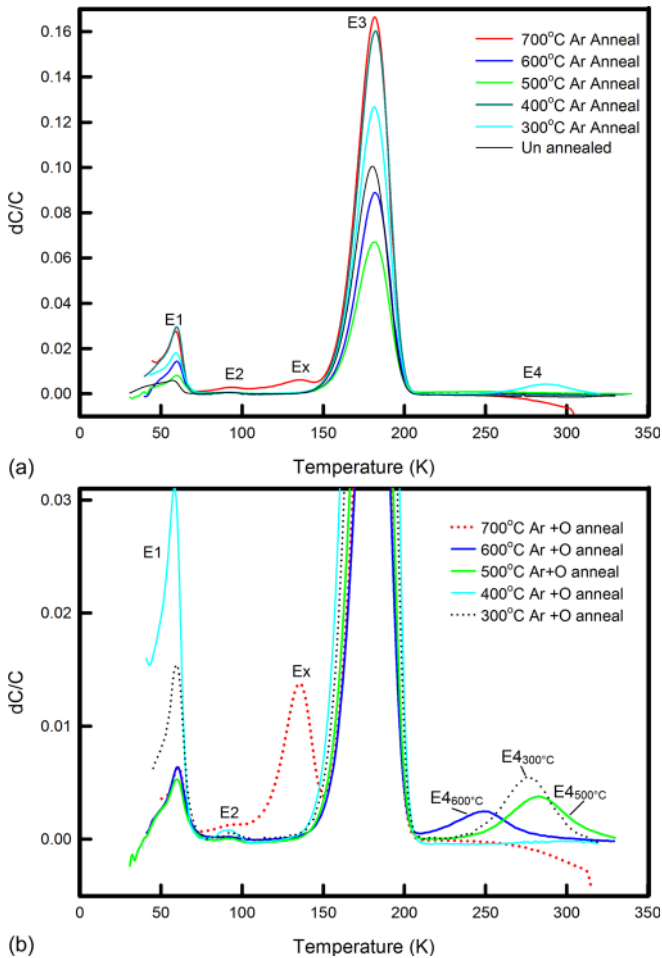 E3
0.16
700°C Ar Anneal
600°C Ar Anneal
500°C Ar Anneal
400°C Ar Anneal
300°C Ar Anneal
Un annealed
0.14
0.12
0.10
dC/C
0.08
0.06
0.04
E1
0.02
E2
Ex
E4
0.00
0 50 100 150 200 250 300 350
(a)
Temperature (K)
0.03
700°C Ar +O anneal
600°C Ar +O anneal
500°C Ar+O anneal
400°C Ar +O anneal
300°C Ar +O anneal
E1
0.02
dC/C
Ex
0.01
E4300°C
E4600°C
E4500°C
E2
0.00
0 50 100 150 200 250 300 350
(b)
Temperature (K)